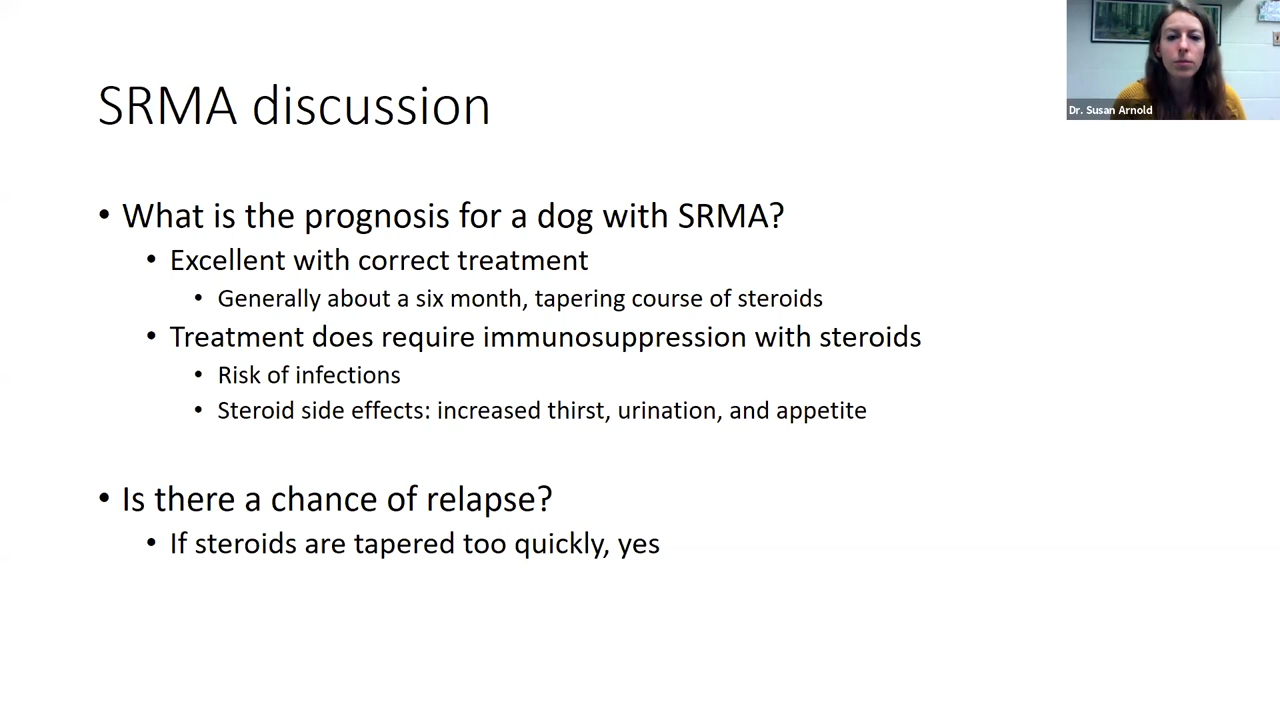 SRMA discussion
Dr. Susan Arnold
• What is the prognosis for a dog with SRMA?
• Excellent with correct treatment
• Generally about a six month, tapering course of steroids
• Treatment does require immunosuppression with steroids
• Risk of infections
• Steroid side effects: increased thirst, urination, and appetite
• Is there a chance of relapse?
• If steroids are tapered too quickly, yes